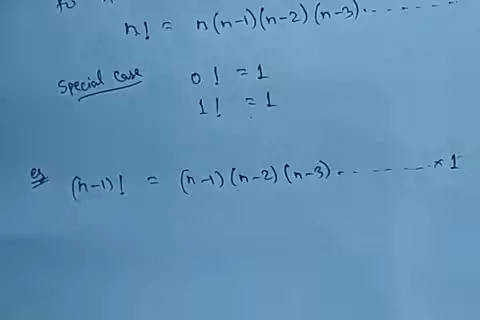 n! = n(n-1)(n-2)(n-3)........
Special Case 0! = 1
1! = 1
eg (n-1)! = (n-1)(n-2)(n-3)........× 1